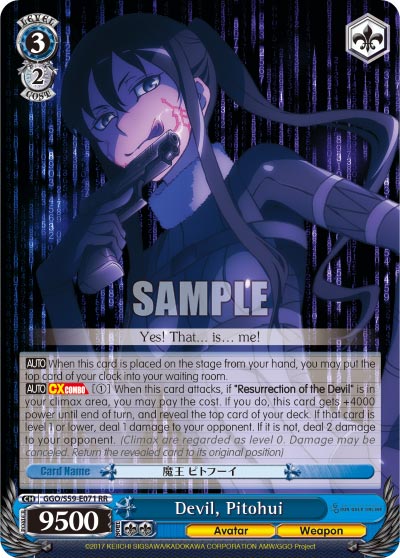 LEVEL
3
2
COST
SAMPLE
Yes! That... is... me!
AUTO When this card is placed on the stage from your hand, you may put the
top card of your clock into your waiting room.
AUTO CXCOMBO [①] When this card attacks, if "Resurrection of the Devil" is in
your climax area, you may pay the cost. If you do, this card gets +4000
power until end of turn, and reveal the top card of your deck. If that card is
level 0 or lower, deal 1 damage to your opponent. If it is not, deal 2 damage
to your opponent. (Climax are regarded as level 0. Damage may be
canceled. Return the revealed card to its original position)
Card Name 魔王 ピトフーイ
CH GGO/S59-E071 RR
POWER
9500
SOUL
Devil, Pitohui
Avatar Weapon
©2017 KEIICHI SIGSAWA/KADOKAWA CORPORATION AMW/GGO Project